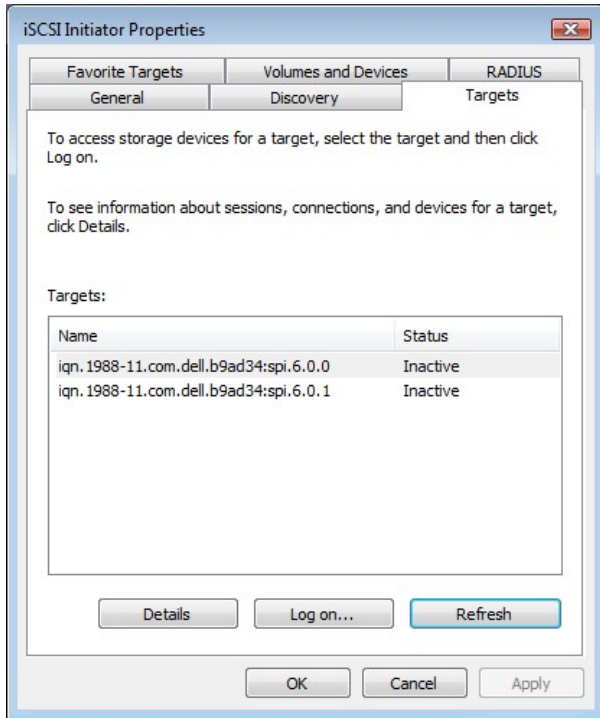 iSCSI Initiator Properties
Favorite Targets Volumes and Devices RADIUS
General Discovery Targets
To access storage devices for a target, select the target and then click
Log on.
To see information about sessions, connections, and devices for a target,
click Details.
Targets:
Name Status
iqn.1988-11.com.dell.b9ad34:spi.6.0.0 Inactive
iqn.1988-11.com.dell.b9ad34:spi.6.0.1 Inactive
Details Log on... Refresh
OK Cancel Apply